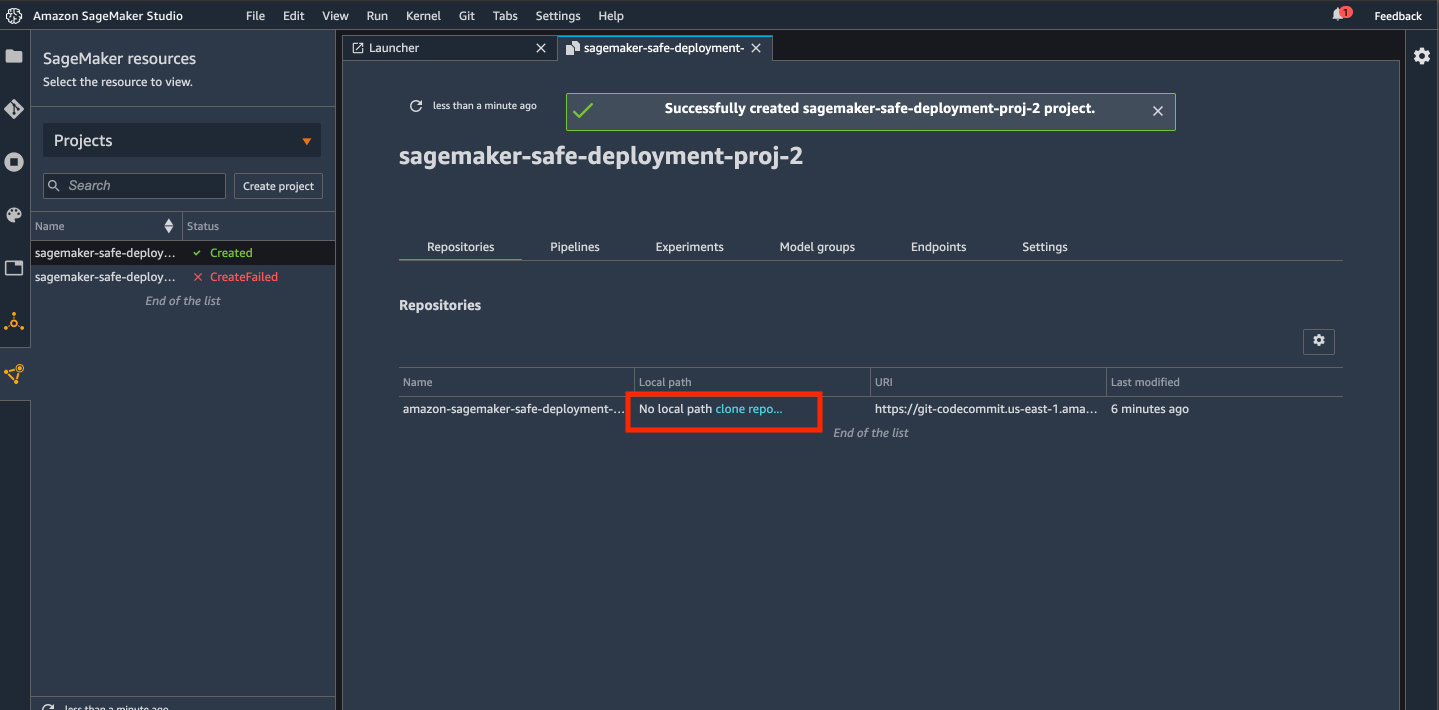 Amazon SageMaker Studio File Edit View Run Kernel Git Tabs Settings Help 1 Feedback
SageMaker resources
Select the resource to view.
Projects
Search Create project
Name Status
sagemaker-safe-deploy... Created
sagemaker-safe-deploy... CreateFailed
End of the list
less than a minute ago
Launcher sagemaker-safe-deployment-
less than a minute ago
Successfully created sagemaker-safe-deployment-proj-2 project.
sagemaker-safe-deployment-proj-2
Repositories Pipelines Experiments Model groups Endpoints Settings
Repositories
Name Local path URI Last modified
amazon-sagemaker-safe-deployment-... No local path clone repo... https://git-codecommit.us-east-1.ama... 6 minutes ago
End of the list